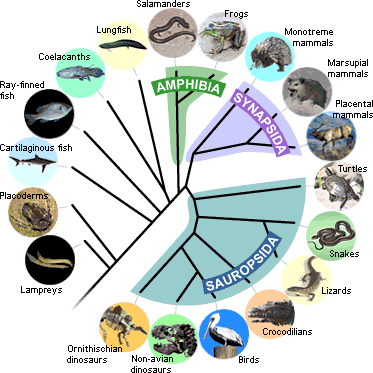 Salamanders
Frogs
Monotreme
mammals
Lungfish
Coelacanths
Marsupial
mammals
Ray-finned
fish
AMPHIBIA
SYNAPSIDA
Placental
mammals
Cartilaginous fish
Turtles
Placoderms
Snakes
SAUROPSIDA
Lampreys
Lizards
Crocodilians
Ornithischian
dinosaurs
Non-avian
dinosaurs
Birds